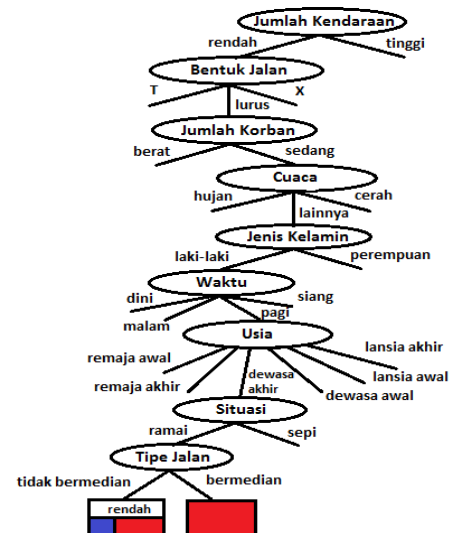 Jumlah Kendaraan
rendah
tinggi
Bentuk Jalan
T
X
lurus
Jumlah Korban
berat
sedang
Cuaca
hujan
cerah
lainnya
Jenis Kelamin
laki-laki
perempuan
Waktu
dini
siang
malam
pagi
Usia
remaja awal
lansia akhir
remaja akhir
dewasa
akhir
lansia awal
dewasa awal
Situasi
ramai
sepi
Tipe Jalan
tidak bermedian
bermedian
rendah